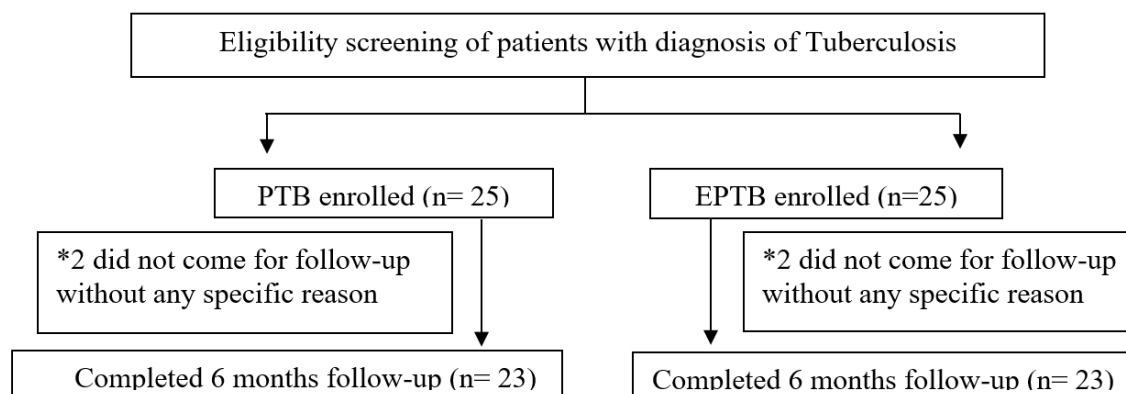 Eligibility screening of patients with diagnosis of Tuberculosis
PTB enrolled (n= 25)
EPTB enrolled (n=25)
*2 did not come for follow-up
without any specific reason
*2 did not come for follow-up
without any specific reason
Completed 6 months follow-up (n= 23)
Completed 6 months follow-up (n= 23)